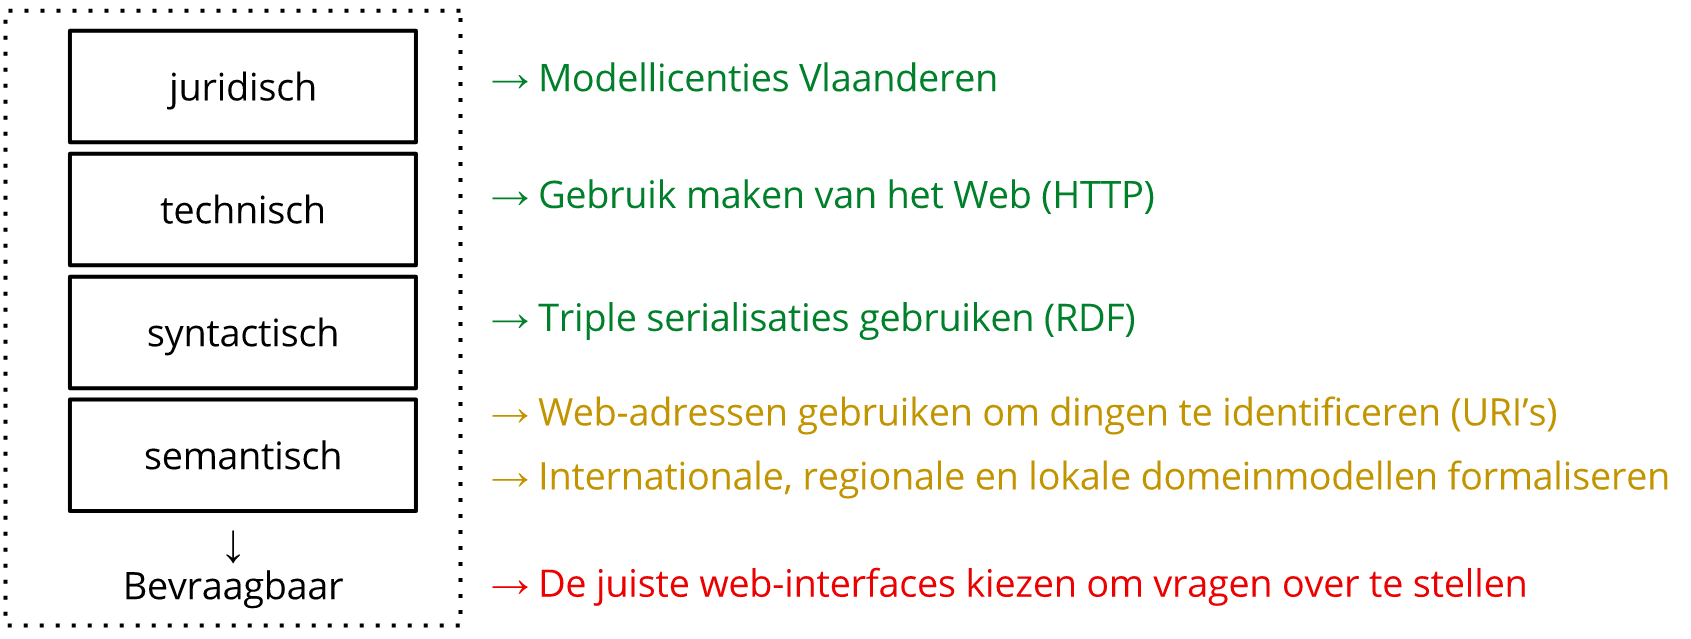 juridisch
→ Modellicenties Vlaanderen
technisch
→ Gebruik maken van het Web (HTTP)
syntactisch
→ Triple serialisaties gebruiken (RDF)
semantisch
→ Web-adressen gebruiken om dingen te identificeren (URI’s)
→ Internationale, regionale en lokale domeinmodellen formaliseren
↓
Bevraagbaar
→ De juiste web-interfaces kiezen om vragen over te stellen